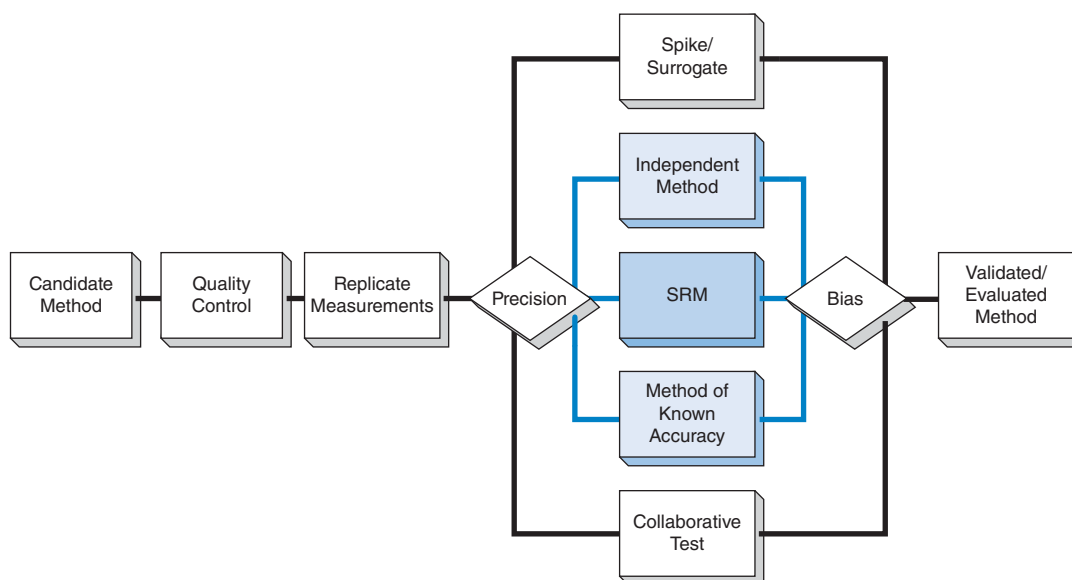 Candidate
Method
Quality
Control
Replicate
Measurements
Precision
Spike/
Surrogate
Independent
Method
SRM
Method of
Known
Accuracy
Collaborative
Test
Bias
Validated/
Evaluated
Method